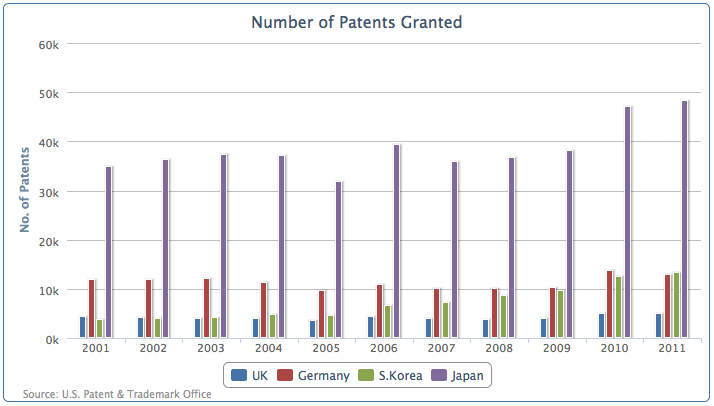 Number of Patents Granted
60k
50k
40k
30k
20k
10k
0k
No. of Patents
2001 2002 2003 2004 2005 2006 2007 2008 2009 2010 2011
UK Germany S.Korea Japan
Source: U.S. Patent & Trademark Office